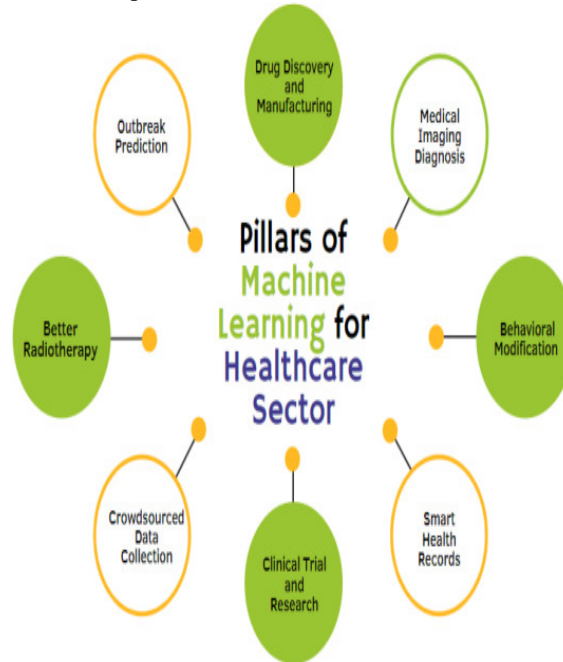 Drug Discovery
and
Manufacturing
Outbreak
Prediction
Medical
Imaging
Diagnosis
Pillars of
Machine
Learning for
Healthcare
Sector
Better
Radiotherapy
Behavioral
Modification
Crowdsourced
Data
Collection
Smart
Health
Records
Clinical Trial
and
Research